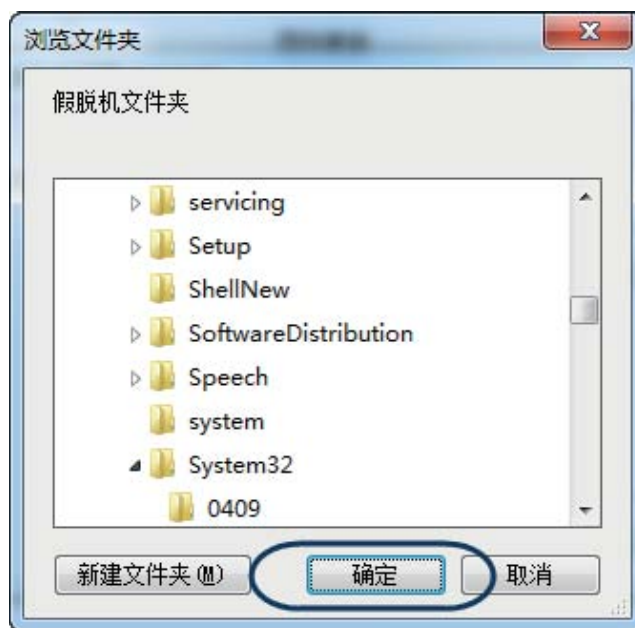 浏览文件夹
假脱机文件夹
servicing
Setup
ShellNew
SoftwareDistribution
Speech
system
System32
0409
新建文件夹(M) 确定 取消